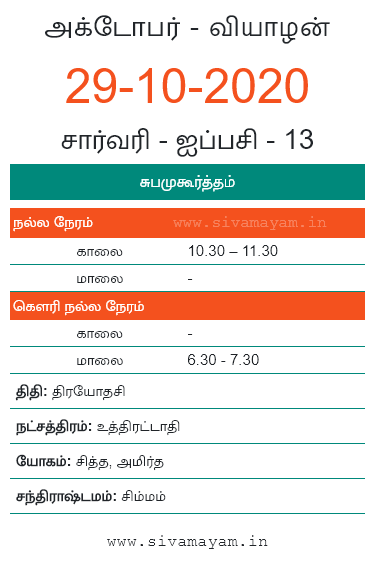 அக்டோபர் - வியாழன்
29-10-2020
சார்வரி - ஐப்பசி - 13
சுபமுகூர்த்தம்
நல்ல நேரம் www.sivamayam.in
காலை 10.30 – 11.30
மாலை -
கௌரி நல்ல நேரம்
காலை -
மாலை 6.30 - 7.30
திதி: திரயோதசி
நட்சத்திரம்: உத்திரட்டாதி
யோகம்: சித்த, அமிர்த
சந்திராஷ்டமம்: சிம்மம்
www.sivamayam.in